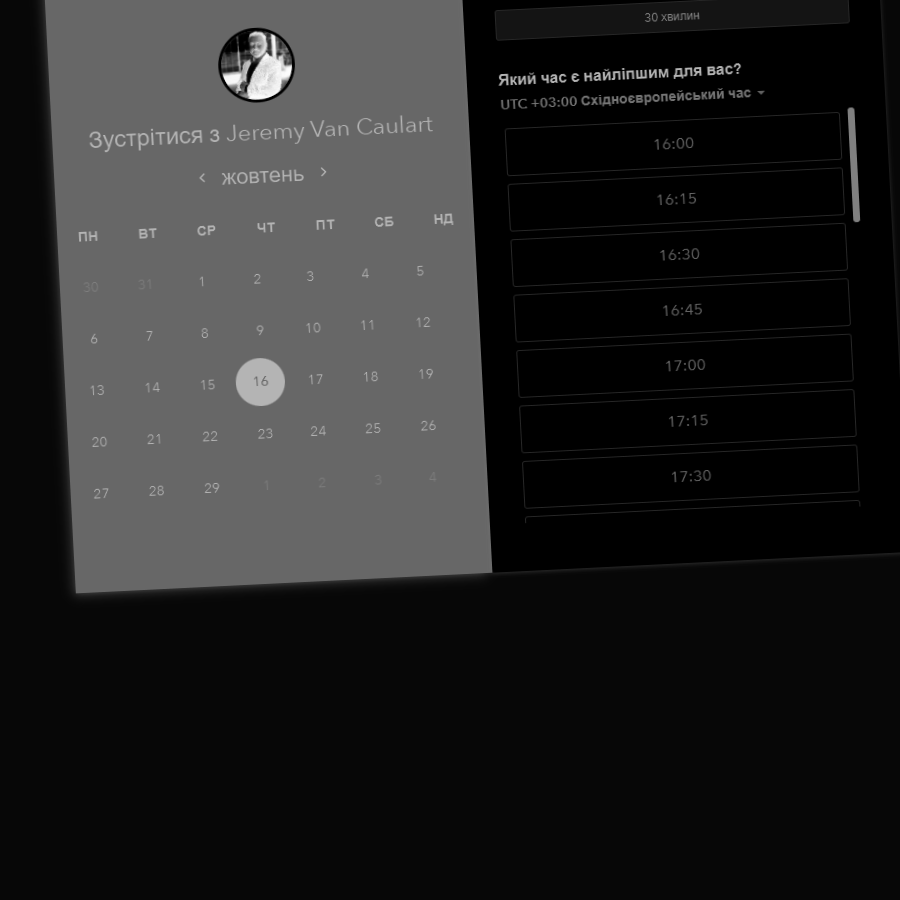 30 хвилин
Зустрітися з Jeremy Van Caulart
жовтень
ПН ВТ СР ЧТ ПТ СБ НД
30 31 1 2 3 4 5
6 7 8 9 10 11 12
13 14 15 16 17 18 19
20 21 22 23 24 25 26
27 28 29 1 2 3 4
Який час є найліпшим для вас?
UTC +03:00 Східноєвропейський час
16:00
16:15
16:30
16:45
17:00
17:15
17:30